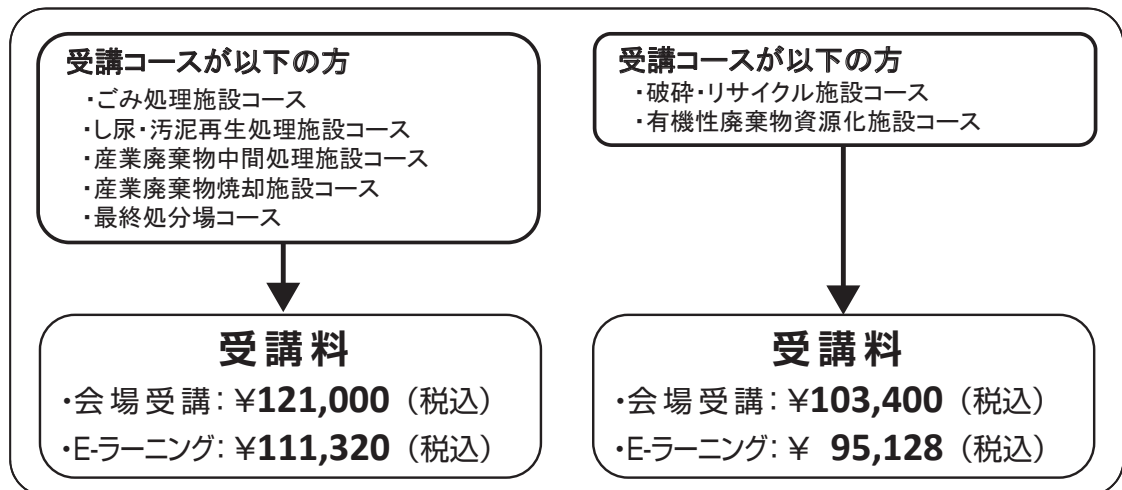 受講コースが以下の方
・ごみ処理施設コース
・し尿・汚泥再生処理施設コース
・産業廃棄物中間処理施設コース
・産業廃棄物焼却施設コース
・最終処分場コース
受講料
・会場受講：￥121,000（税込）
・E-ラーニング：￥111,320（税込）
受講コースが以下の方
・破砕・リサイクル施設コース
・有機性廃棄物資源化施設コース
受講料
・会場受講：￥103,400（税込）
・E-ラーニング：￥ 95,128（税込）